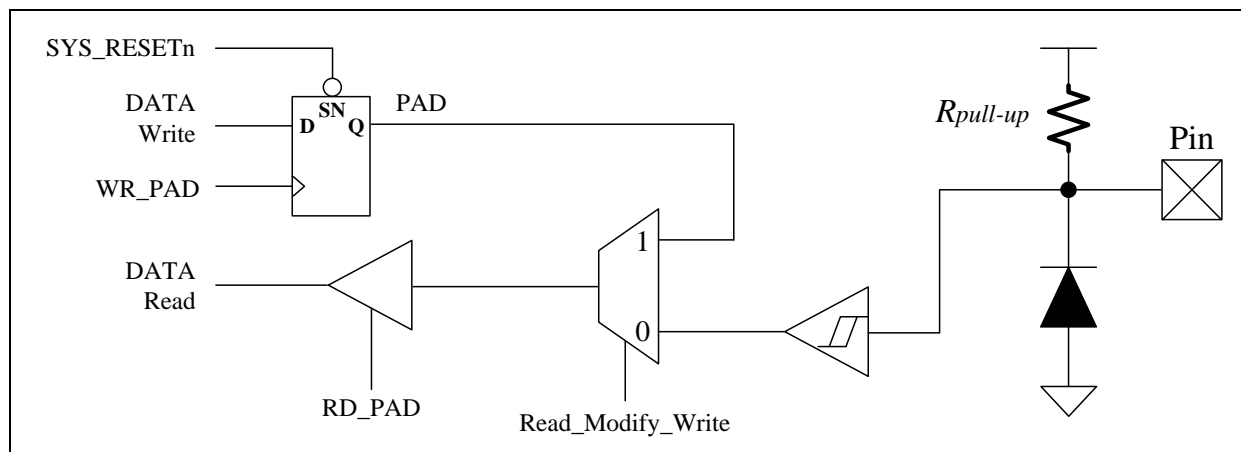 SYS_RESETn
DATA
Write
WR_PAD
SN
D
Q
PAD
Rpull-up
Pin
1
0
DATA
Read
RD_PAD
Read_Modify_Write